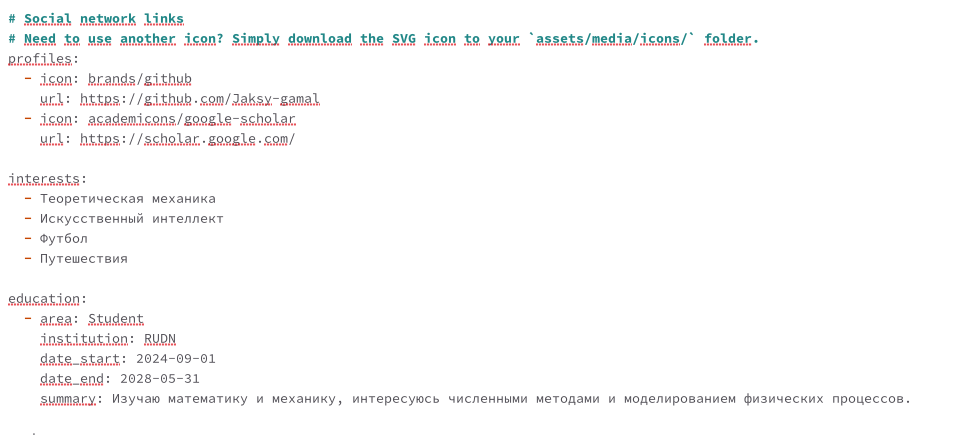 # Social network links
# Need to use another icon? Simply download the SVG icon to your `assets/media/icons/` folder.
profiles:
  - icon: brands/github
    url: https://github.com/Jaksy-gamal
  - icon: academicons/google-scholar
    url: https://scholar.google.com/

interests:
  - Теоретическая механика
  - Искусственный интеллект
  - Футбол
  - Путешествия

education:
  - area: Student
    institution: RUDN
    date_start: 2024-09-01
    date_end: 2028-05-31
    summary: Изучаю математику и механику, интересуюсь численными методами и моделированием физических процессов.